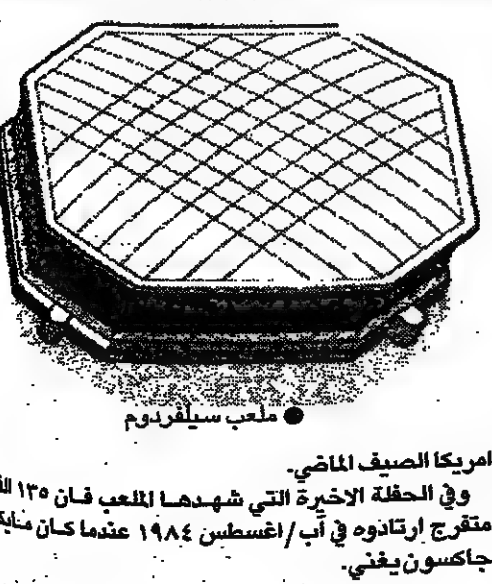 ● ملعب سيلفردوم
امريكا الصيف الماضي.
وفي الحفلة الاخيرة التي شهدها الملعب فان ١٣٥
متفرج ارتادوه في آب/اغسطس ١٩٨٤ عندما كان
جاكسون يغني.